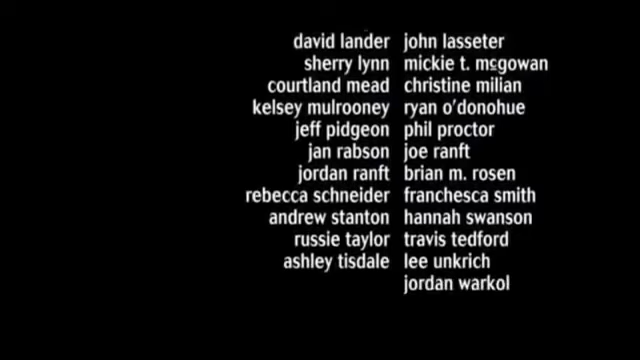 david lander john lasseter
sherry lynn mickie t. mcgowan
courtland mead christine milian
kelsey mulrooney ryan o'donohue
jeff pidgeon phil proctor
jan rabson joe ranft
jordan ranft brian m. rosen
rebecca schneider franchesca smith
andrew stanton hannah swanson
russie taylor travis tedford
ashley tisdale lee unkrich
jordan warkol